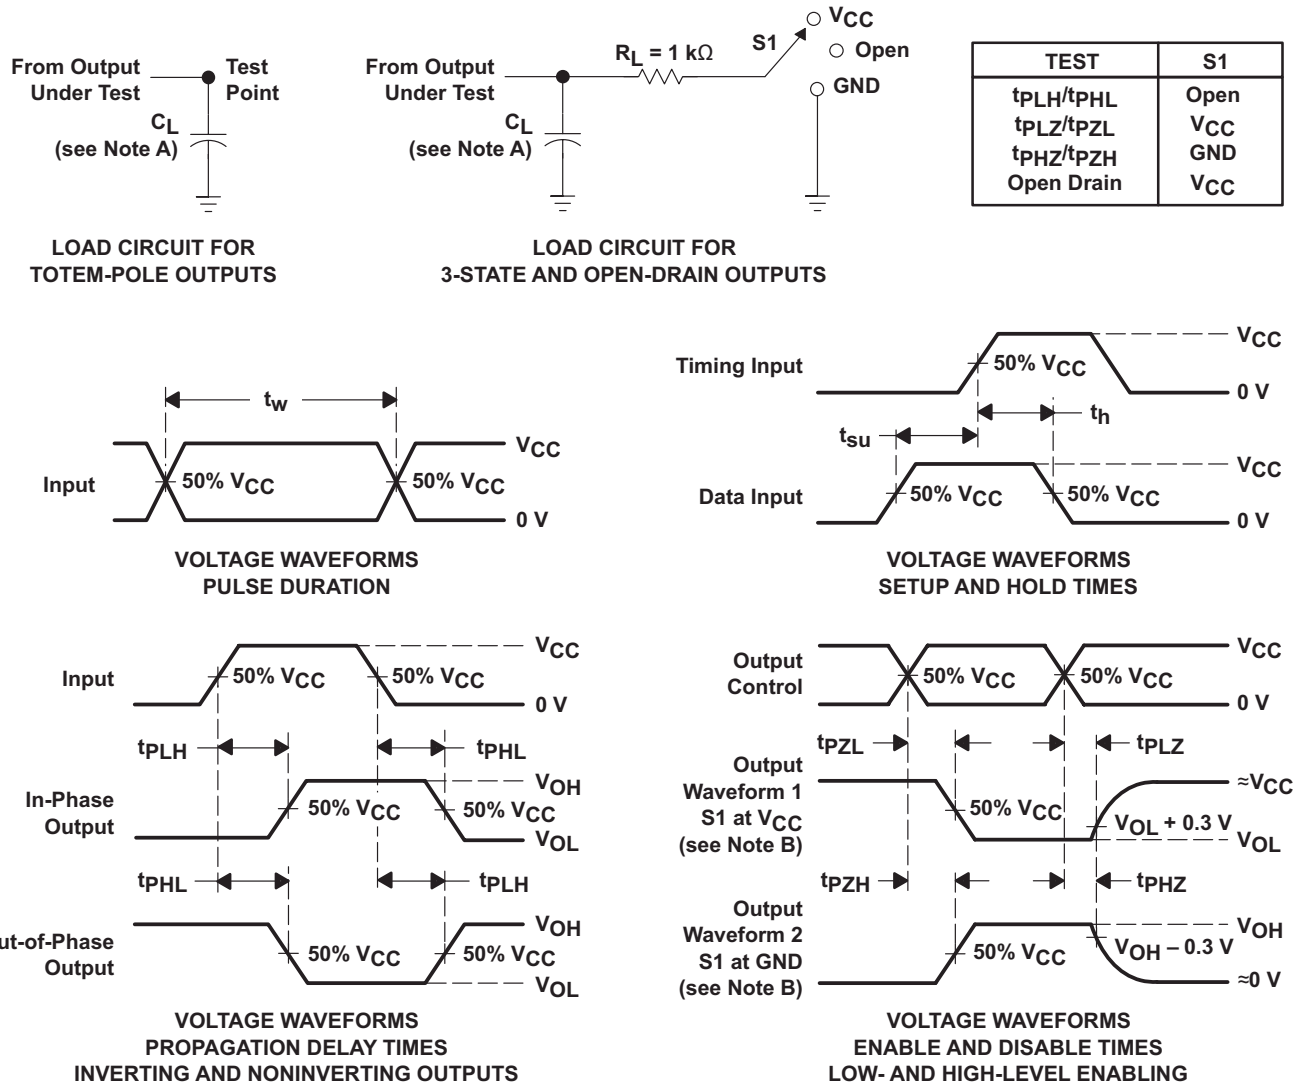 From Output
Under Test
Test
Point
CL
(see Note A)
LOAD CIRCUIT FOR
TOTEM-POLE OUTPUTS
From Output
Under Test
CL
(see Note A)
RL = 1 kΩ
S1
VCC
Open
GND
LOAD CIRCUIT FOR
3-STATE AND OPEN-DRAIN OUTPUTS
TEST S1
tPLH/tPHL Open
tPLZ/tPZL VCC
tPHZ/tPZH GND
Open Drain VCC
tw
Input
50% VCC
50% VCC
VCC
0 V
VOLTAGE WAVEFORMS
PULSE DURATION
Timing Input
50% VCC
VCC
0 V
tsu
th
Data Input
50% VCC
50% VCC
VCC
0 V
VOLTAGE WAVEFORMS
SETUP AND HOLD TIMES
Input
50% VCC
50% VCC
VCC
0 V
tPLH
tPHL
In-Phase
Output
50% VCC
50% VCC
VOH
VOL
tPHL
tPLH
ut-of-Phase
Output
50% VCC
50% VCC
VOH
VOL
VOLTAGE WAVEFORMS
PROPAGATION DELAY TIMES
INVERTING AND NONINVERTING OUTPUTS
Output
Control
50% VCC
50% VCC
VCC
0 V
tPZL
tPLZ
Output
Waveform 1
S1 at VCC
(see Note B)
50% VCC
VOL + 0.3 V
≈VCC
VOL
tPZH
tPHZ
Output
Waveform 2
S1 at GND
(see Note B)
50% VCC
VOH − 0.3 V
VOH
≈0 V
VOLTAGE WAVEFORMS
ENABLE AND DISABLE TIMES
LOW- AND HIGH-LEVEL ENABLING